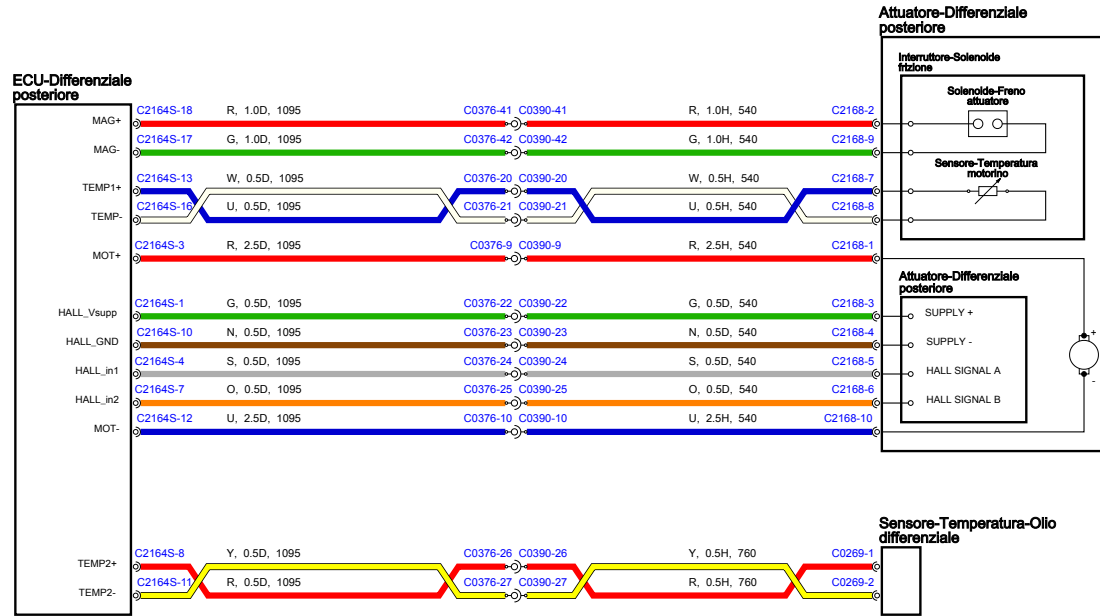 Attuatore-Differenziale
posteriore
Interruttore-Solenoide
frizione
Solenoide-Freno
attuatore
Sensore-Temperatura
motorino
ECU-Differenziale
posteriore
MAG+ C2164S-18 R, 1.0D, 1095 C0376-41 C0390-41 R, 1.0H, 540 C2168-2
MAG- C2164S-17 G, 1.0D, 1095 C0376-42 C0390-42 G, 1.0H, 540 C2168-9
TEMP1+ C2164S-13 W, 0.5D, 1095 C0376-20 C0390-20 W, 0.5H, 540 C2168-7
TEMP- C2164S-16 U, 0.5D, 1095 C0376-21 C0390-21 U, 0.5H, 540 C2168-8
MOT+ C2164S-3 R, 2.5D, 1095 C0376-9 C0390-9 R, 2.5H, 540 C2168-1
Attuatore-Differenziale
posteriore
HALL_Vsupp C2164S-1 G, 0.5D, 1095 C0376-22 C0390-22 G, 0.5D, 540 C2168-3 SUPPLY +
HALL_GND C2164S-10 N, 0.5D, 1095 C0376-23 C0390-23 N, 0.5D, 540 C2168-4 SUPPLY -
HALL_in1 C2164S-4 S, 0.5D, 1095 C0376-24 C0390-24 S, 0.5D, 540 C2168-5 HALL SIGNAL A
HALL_in2 C2164S-7 O, 0.5D, 1095 C0376-25 C0390-25 O, 0.5D, 540 C2168-6 HALL SIGNAL B
MOT- C2164S-12 U, 2.5D, 1095 C0376-10 C0390-10 U, 2.5H, 540 C2168-10
+
-
Sensore-Temperatura-Olio
differenziale
TEMP2+ C2164S-8 Y, 0.5D, 1095 C0376-26 C0390-26 Y, 0.5H, 760 C0269-1
TEMP2- C2164S-11 R, 0.5D, 1095 C0376-27 C0390-27 R, 0.5H, 760 C0269-2